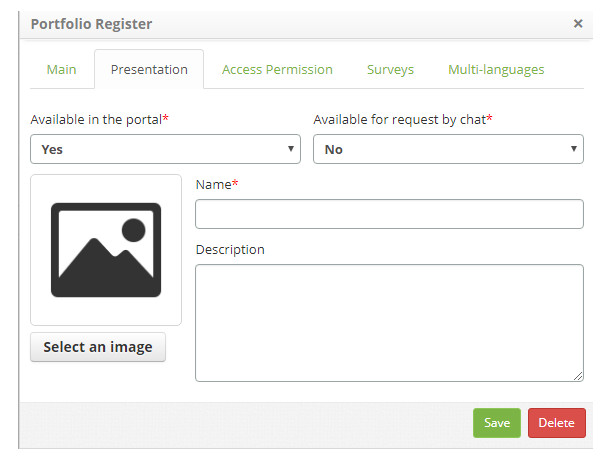 Portfolio Register ×
Main Presentation Access Permission Surveys Multi-languages
Available in the portal* Available for request by chat*
Yes No
Name*
Description
Select an image
Save Delete